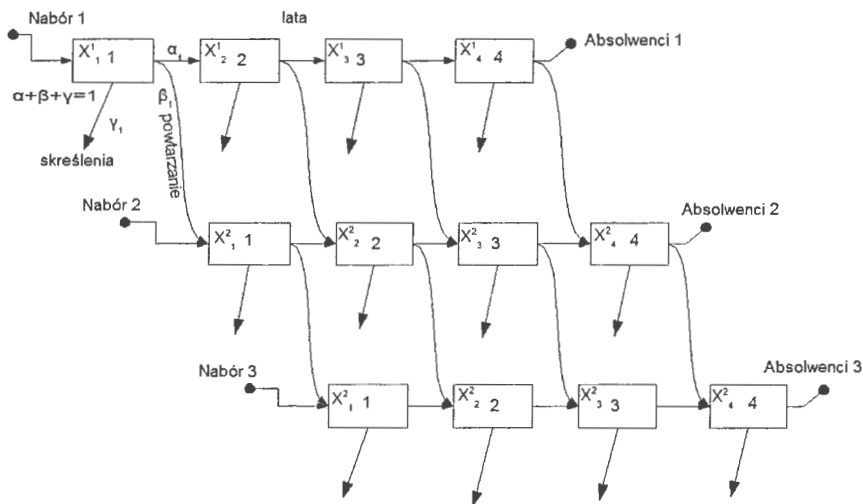 Nabór 1
lata
Absolwenci 1
X¹₁ 1
α₁
X¹₂ 2
X¹₃ 3
X¹₄ 4
α+β+γ=1
γ₁
β₁ powtarzanie
skreślenia
Nabór 2
Absolwenci 2
X²₁ 1
X²₂ 2
X²₃ 3
X²₄ 4
Nabór 3
Absolwenci 3
X²₁ 1
X²₂ 2
X²₃ 3
X²₄ 4